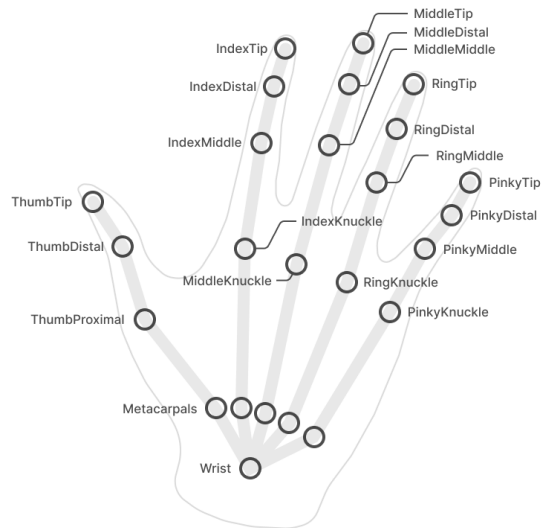 MiddleTip
MiddleDistal
MiddleMiddle
IndexTip
IndexDistal
RingTip
RingDistal
IndexMiddle
RingMiddle
PinkyTip
ThumbTip
PinkyDistal
IndexKnuckle
ThumbDistal
PinkyMiddle
MiddleKnuckle
RingKnuckle
PinkyKnuckle
ThumbProximal
Metacarpals
Wrist